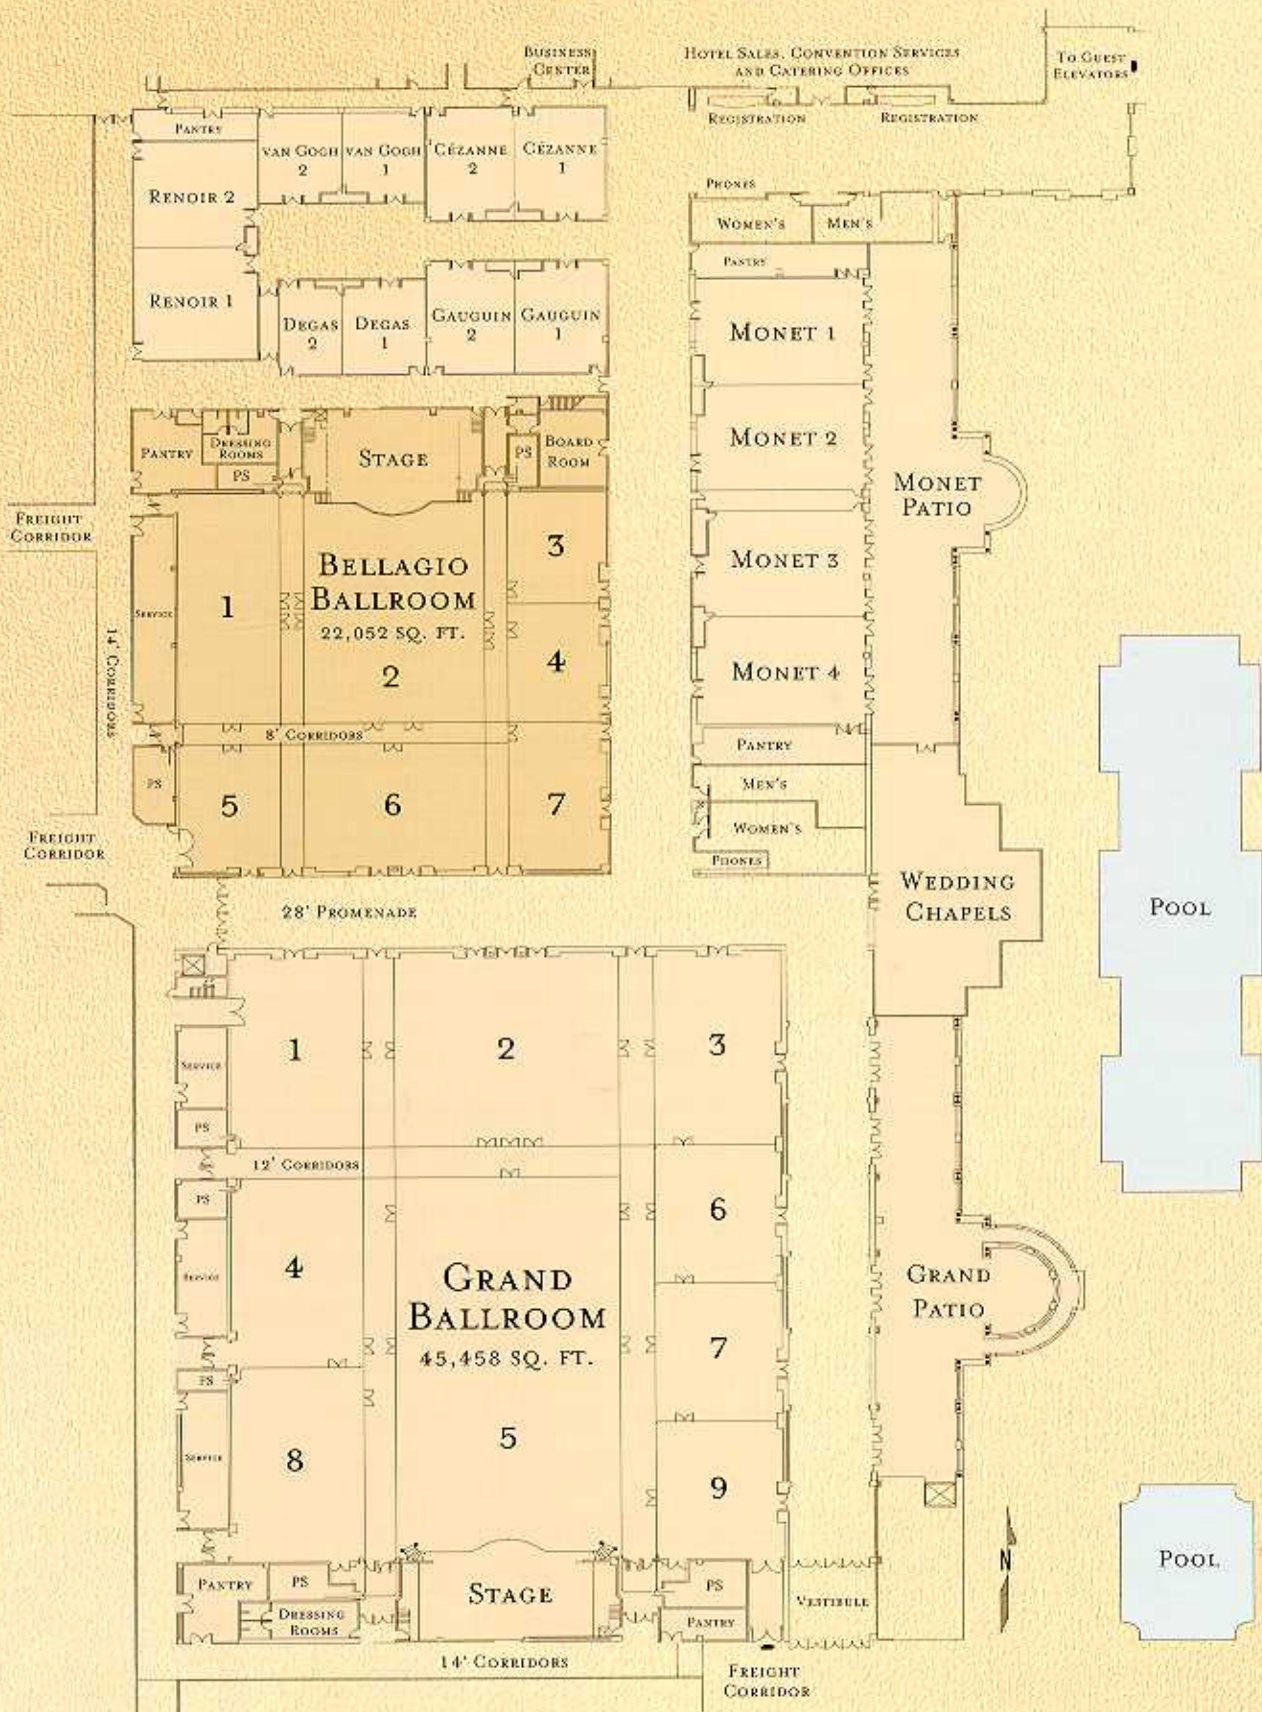 BUSINESS
CENTER
HOTEL SALES, CONVENTION SERVICES
AND CATERING OFFICES
TO GUEST
ELEVATORS
REGISTRATION
REGISTRATION
PANTRY
VAN GOGH
2
VAN GOGH
1
CÉZANNE
2
CÉZANNE
1
RENOIR 2
PHONES
WOMEN'S
MEN'S
PANTRY
RENOIR 1
DEGAS
2
DEGAS
1
GAUGUIN
2
GAUGUIN
1
MONET 1
MONET 2
PANTRY
DRESSING
ROOMS
PS
STAGE
PS
BOARD
ROOM
MONET
PATIO
FREIGHT
CORRIDOR
3
BELLAGIO
BALLROOM
22,052 SQ. FT.
1
SERVICE
MONET 3
14' CORRIDORS
2
4
MONET 4
8' CORRIDORS
PANTRY
PS
5
6
7
MEN'S
WOMEN'S
PHONES
FREIGHT
CORRIDOR
WEDDING
CHAPELS
POOL
28' PROMENADE
1
2
3
SERVICE
PS
12' CORRIDORS
PS
6
4
SERVICE
GRAND
BALLROOM
45,458 SQ. FT.
GRAND
PATIO
7
PS
5
8
SERVICE
9
N
POOL
PANTRY
PS
DRESSING
ROOMS
STAGE
PS
PANTRY
VESTIBULE
14' CORRIDORS
FREIGHT
CORRIDOR